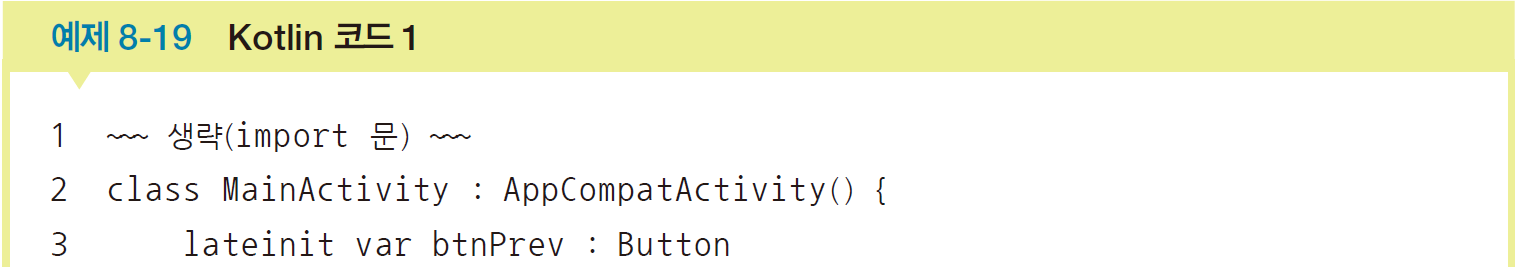 예제 8-19 Kotlin 코드 1
1 ~~~ 생략(import 문) ~~~
2 class MainActivity : AppCompatActivity() {
3 lateinit var btnPrev : Button